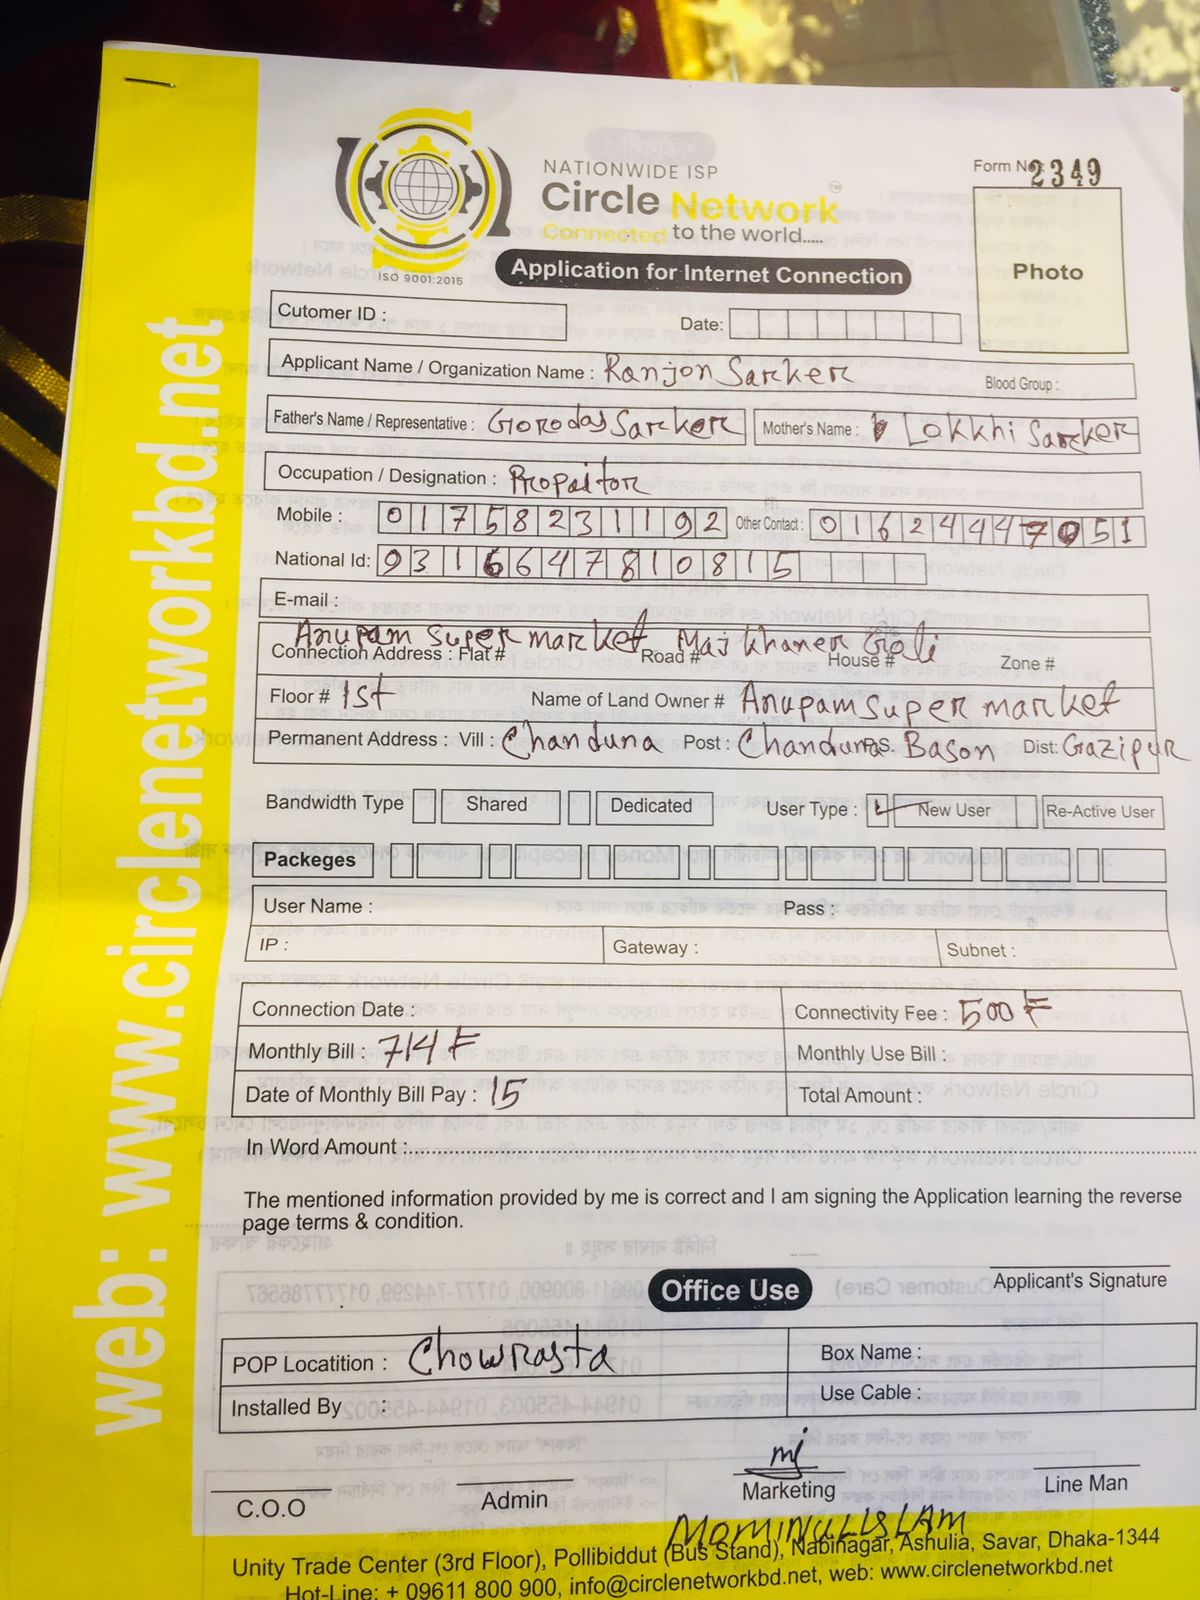 NATIONWIDE ISP
Circle Network ™
Connected to the world.....
ISO 9001:2015
Form No: 2349
Photo
Application for Internet Connection
Cutomer ID :
Date:
Applicant Name / Organization Name : Ranjon Sarker
Blood Group :
Father's Name / Representative : Gorodas Sarker
Mother's Name : Lokkhi Sarker
Occupation / Designation : Propaitor
Mobile : 01758231192
Other Contact : 01624447051
National Id: 9316647810815
E-mail :
Anupam super market Majkhaner Goli
Connection Address : Flat # Road # House # Zone #
Floor # 1st Name of Land Owner # Anupam super market
Permanent Address : Vill : Chanduna Post : Chanduna P.S. Bason Dist: Gazipur
Bandwidth Type Shared Dedicated User Type : New User Re-Active User
Packeges
User Name : Pass :
IP : Gateway : Subnet :
Connection Date : Connectivity Fee : 500 ৳
Monthly Bill : 714 ৳ Monthly Use Bill :
Date of Monthly Bill Pay : 15 Total Amount :
In Word Amount :
The mentioned information provided by me is correct and I am signing the Application learning the reverse
page terms & condition.
Office Use
Applicant's Signature
POP Locatition : Chowrasta Box Name :
Installed By : Use Cable :
C.O.O Admin Marketing Line Man
MOMINUL ISLAM
Unity Trade Center (3rd Floor), Pollibiddut (Bus Stand), Nabinagar, Ashulia, Savar, Dhaka-1344
Hot-Line: + 09611 800 900, info@circlenetworkbd.net, web: www.circlenetworkbd.net
web: www.circlenetworkbd.net